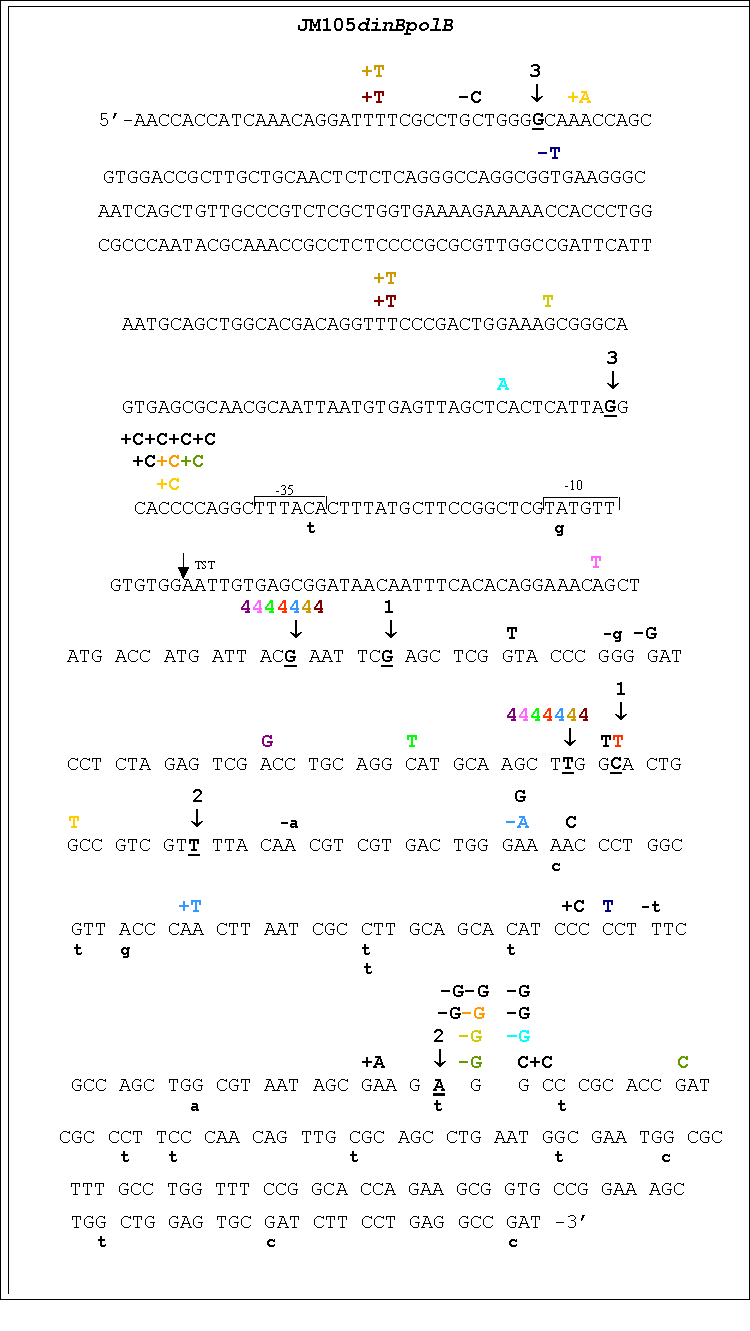 JM105dinBpolB
+T 3
+T -C ↓ +A
5’-AACCACCATCAAACAGGATTTTCGCCTGCTGGGGCAAACCAGC
-T
GTGGACCGCTTGCTGCAACTCTCTCAGGGCCAGGCGGTGAAGGGC
AATCAGCTGTTGCCCGTCTCGCTGGTGAAAAGAAAAACCACCCTGG
CGCCCAATACGCAAACCGCCTCTCCCCGCGCGTTGGCCGATTCATT
+T
+T T
AATGCAGCTGGCACGACAGGTTTCCCGACTGGAAAGCGGGCA
3
A ↓
GTGAGCGCAACGCAATTAATGTGAGTTAGCTCACTCATTAGG
+C+C+C+C
+C+C+C
+C -35 -10
CACCCCAGGCTTTACACTTTATGCTTCCGGCTCGTATGTT
t g
TST T
GTGTGGAATTGTGAGCGGATAACAATTTCACACAGGAAACAGCT
4444444 1
↓ ↓ T -g -G
ATG ACC ATG ATT ACG AAT TCG AGC TCG GTA CCC GGG GAT
1
4444444 ↓
G T ↓ TT
CCT CTA GAG TCG ACC TGC AGG CAT GCA AGC TTG GCA CTG
2 G
T ↓ -a -A C
GCC GTC GTT TTA CAA CGT CGT GAC TGG GAA AAC CCT GGC
c
+T +C T -t
GTT ACC CAA CTT AAT CGC CTT GCA GCA CAT CCC CCT TTC
t g t t
t
-G-G -G
-G-G -G
2 -G -G
+A ↓ -G C+C C
GCC AGC TGG CGT AAT AGC GAA G A G G CC CGC ACC GAT
a t t
CGC CCT TCC CAA CAG TTG CGC AGC CTG AAT GGC GAA TGG CGC
t t t t c
TTT GCC TGG TTT CCG GCA CCA GAA GCG GTG CCG GAA AGC
TGG CTG GAG TGC GAT CTT CCT GAG GCC GAT -3’
t c c